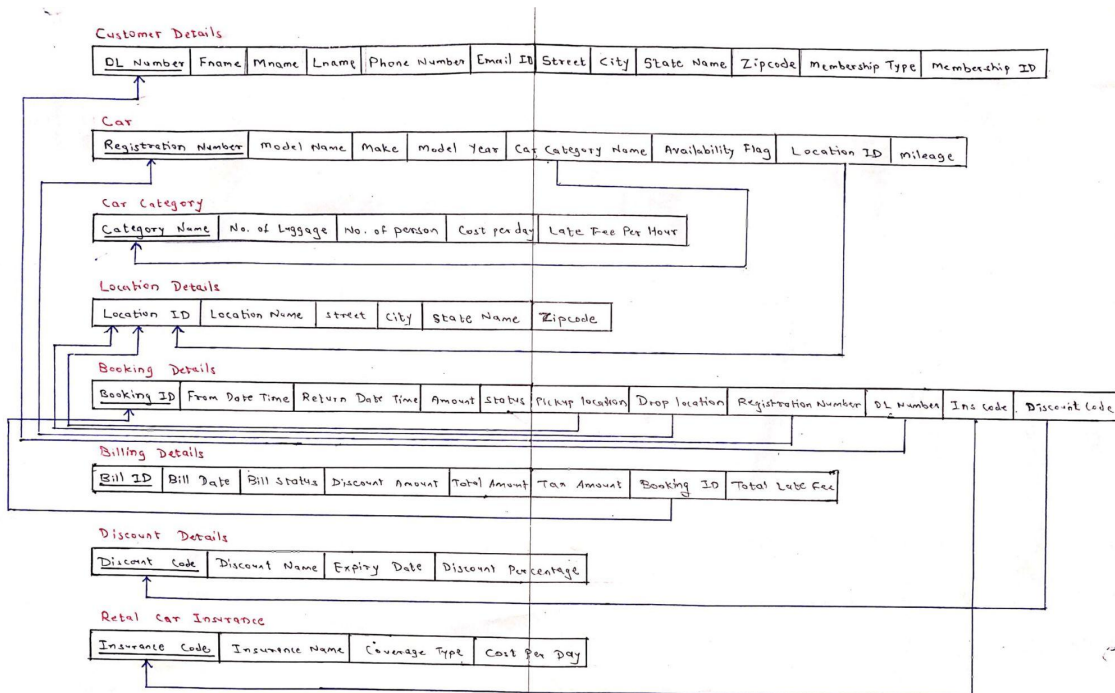 Customer Details
DL Number Fname Mname Lname Phone Number Email ID Street City State Name Zipcode Membership Type Membership ID
Car
Registration Number Model Name Make Model Year Car Category Name Availability Flag Location ID Mileage
Car Category
Category Name No. of Luggage No. of person Cost per day Late Fee Per Hour
Location Details
Location ID Location Name Street City State Name Zipcode
Booking Details
Booking ID From Date Time Return Date Time Amount Status Pickup location Drop location Registration Number DL Number Ins Code Discount Code
Billing Details
Bill ID Bill Date Bill Status Discount Amount Total Amount Tax Amount Booking ID Total Late Fee
Discount Details
Discount Code Discount Name Expiry Date Discount Percentage
Retal Car Insurance
Insurance Code Insurance Name Coverage Type Cost Per Day